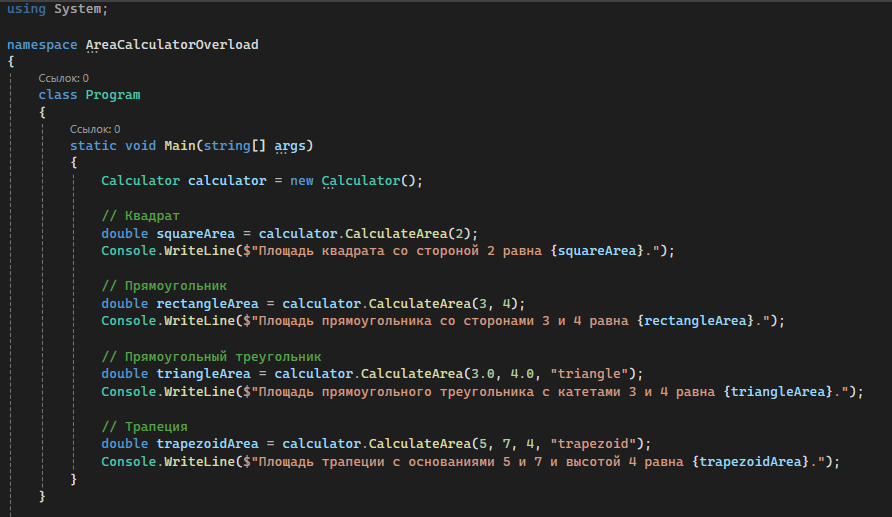 using System;
namespace AreaCalculatorOverload
{
Ссылок: 0
class Program
{
Ссылок: 0
static void Main(string[] args)
{
Calculator calculator = new Calculator();
// Квадрат
double squareArea = calculator.CalculateArea(2);
Console.WriteLine($"Площадь квадрата со стороной 2 равна {squareArea}.");
// Прямоугольник
double rectangleArea = calculator.CalculateArea(3, 4);
Console.WriteLine($"Площадь прямоугольника со сторонами 3 и 4 равна {rectangleArea}.");
// Прямоугольный треугольник
double triangleArea = calculator.CalculateArea(3.0, 4.0, "triangle");
Console.WriteLine($"Площадь прямоугольного треугольника с катетами 3 и 4 равна {triangleArea}.");
// Трапеция
double trapezoidArea = calculator.CalculateArea(5, 7, 4, "trapezoid");
Console.WriteLine($"Площадь трапеции с основаниями 5 и 7 и высотой 4 равна {trapezoidArea}.");
}
}